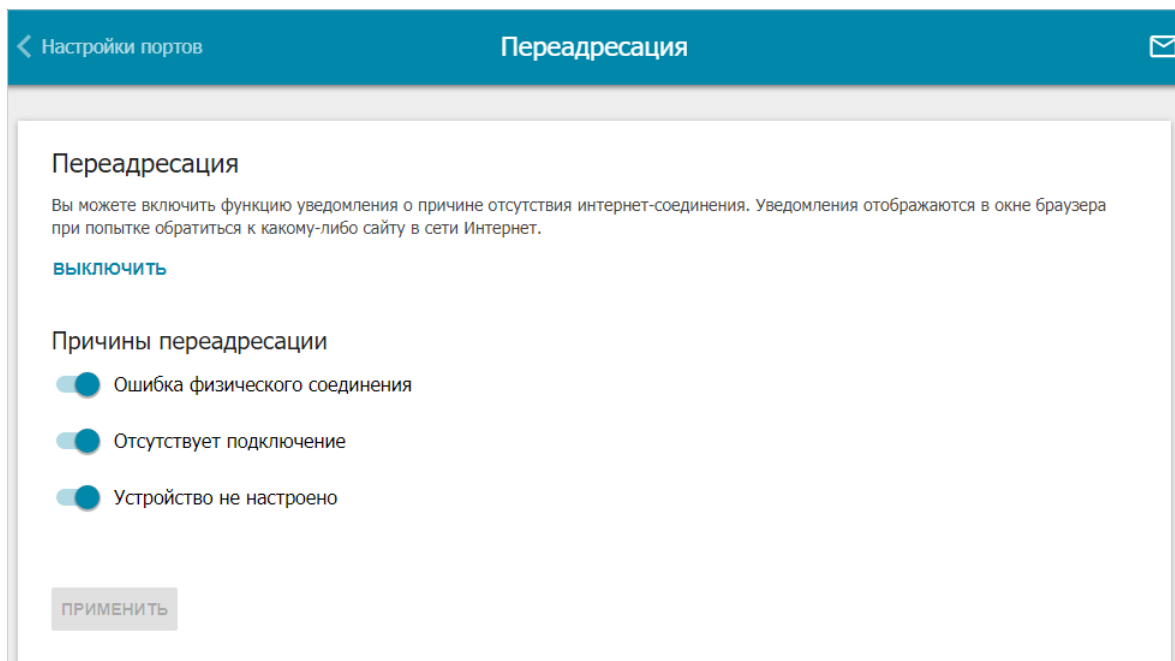 Настройки портов
Переадресация
Переадресация
Вы можете включить функцию уведомления о причине отсутствия интернет-соединения. Уведомления отображаются в окне браузера
при попытке обратиться к какому-либо сайту в сети Интернет.
ВЫКЛЮЧИТЬ
Причины переадресации
Ошибка физического соединения
Отсутствует подключение
Устройство не настроено
ПРИМЕНИТЬ